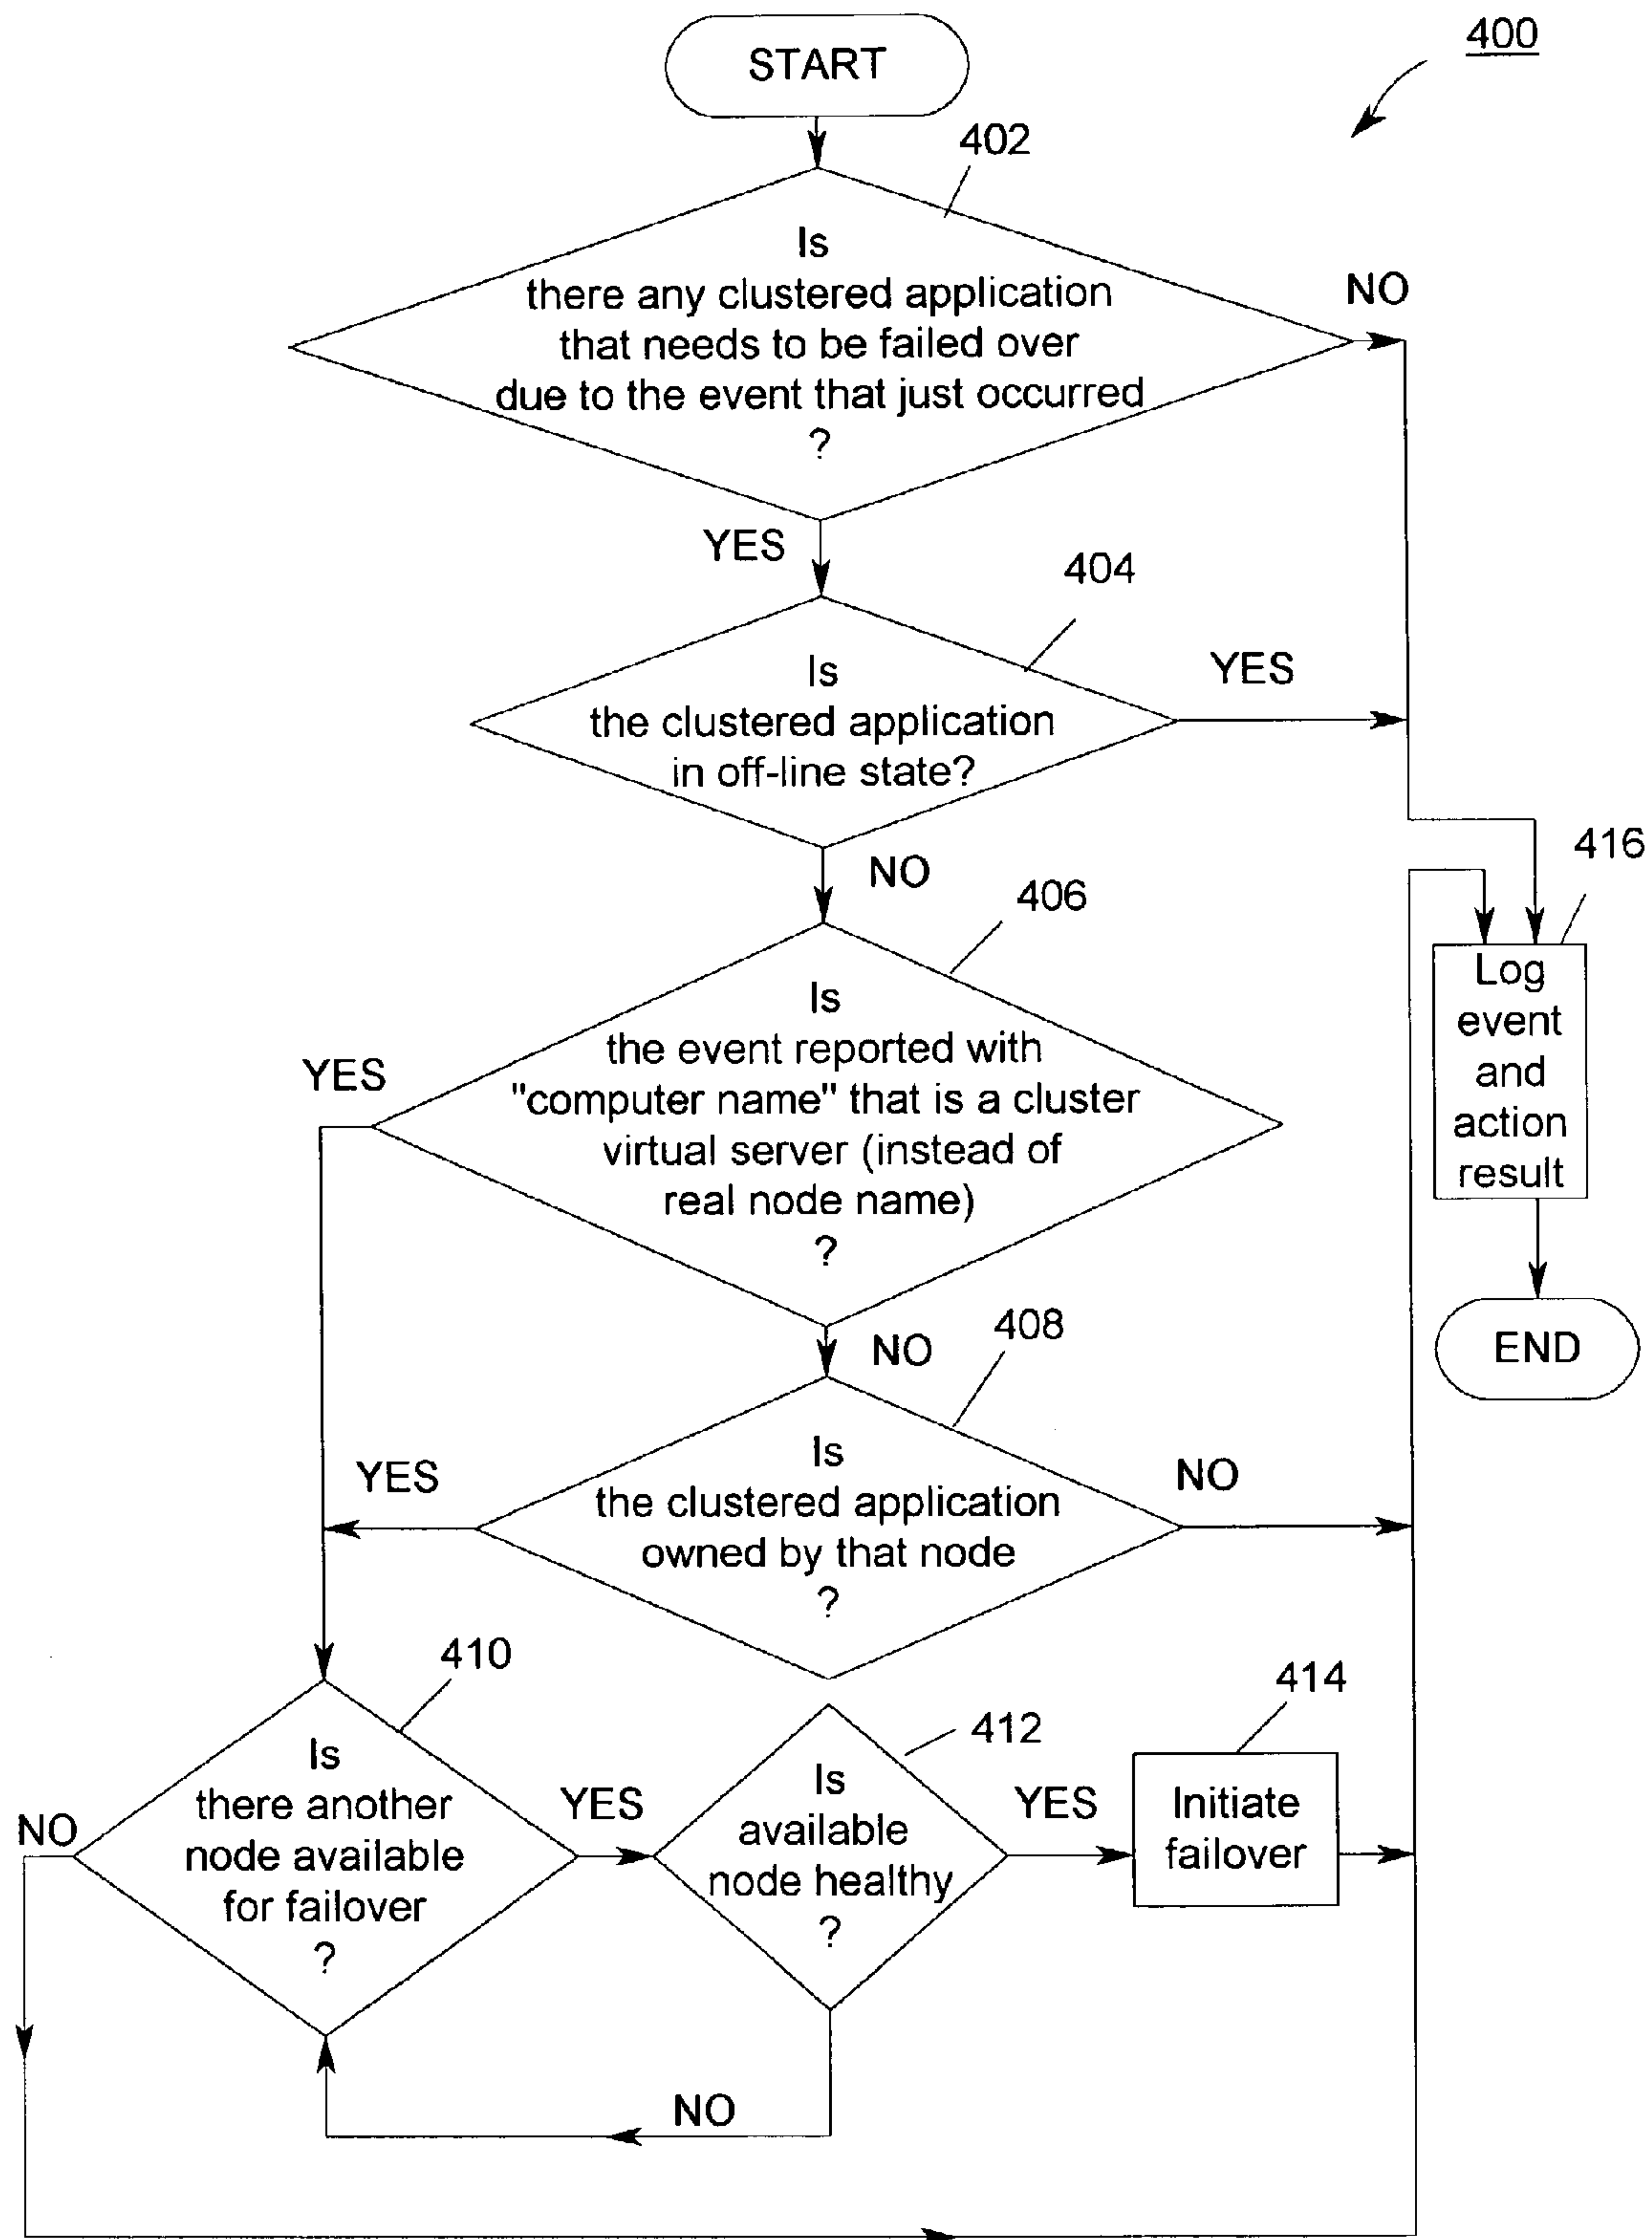 400
START
402
Is
there any clustered application
that needs to be failed over
due to the event that just occurred
?
NO
YES
404
Is
the clustered application
in off-line state?
YES
NO
416
Log
event
and
action
result
END
406
Is
the event reported with
"computer name" that is a cluster
virtual server (instead of
real node name)
?
YES
NO
408
Is
the clustered application
owned by that node
?
YES
NO
410
Is
there another
node available
for failover
?
NO
YES
412
Is
available
node healthy
?
YES
NO
414
Initiate
failover